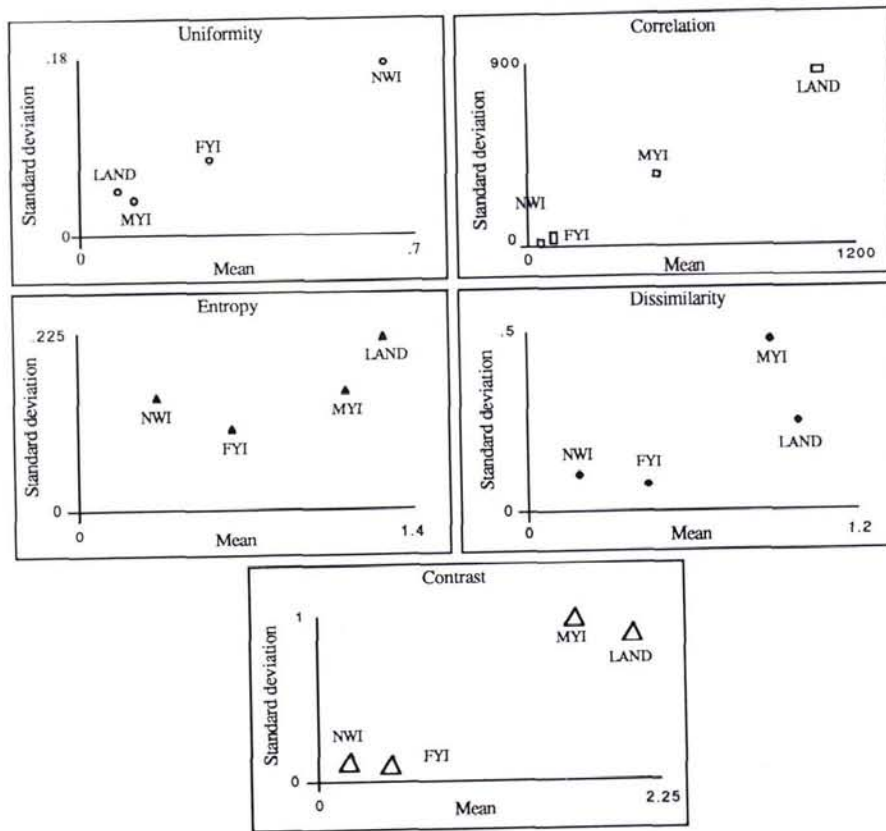 Uniformity
.18
NWI
FYI
LAND
MYI
Standard deviation
0
0
.7
Mean
Correlation
900
LAND
MYI
NWI
FYI
Standard deviation
0
0
1200
Mean
Entropy
.225
LAND
NWI
MYI
FYI
Standard deviation
0
0
1.4
Mean
Dissimilarity
.5
MYI
LAND
NWI
FYI
Standard deviation
0
0
1.2
Mean
Contrast
1
MYI
LAND
NWI
FYI
Standard deviation
0
0
2.25
Mean